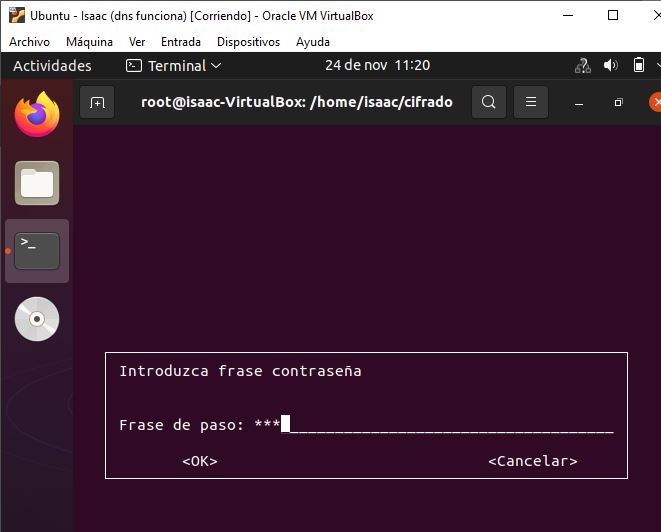 Ubuntu - Isaac (dns funciona) [Corriendo] - Oracle VM VirtualBox
Archivo Máquina Ver Entrada Dispositivos Ayuda
Actividades Terminal 24 de nov 11:20
root@isaac-VirtualBox: /home/isaac/cifrado
>_
Introduzca frase contraseña
Frase de paso: ***_____________________________________
<OK> <Cancelar>